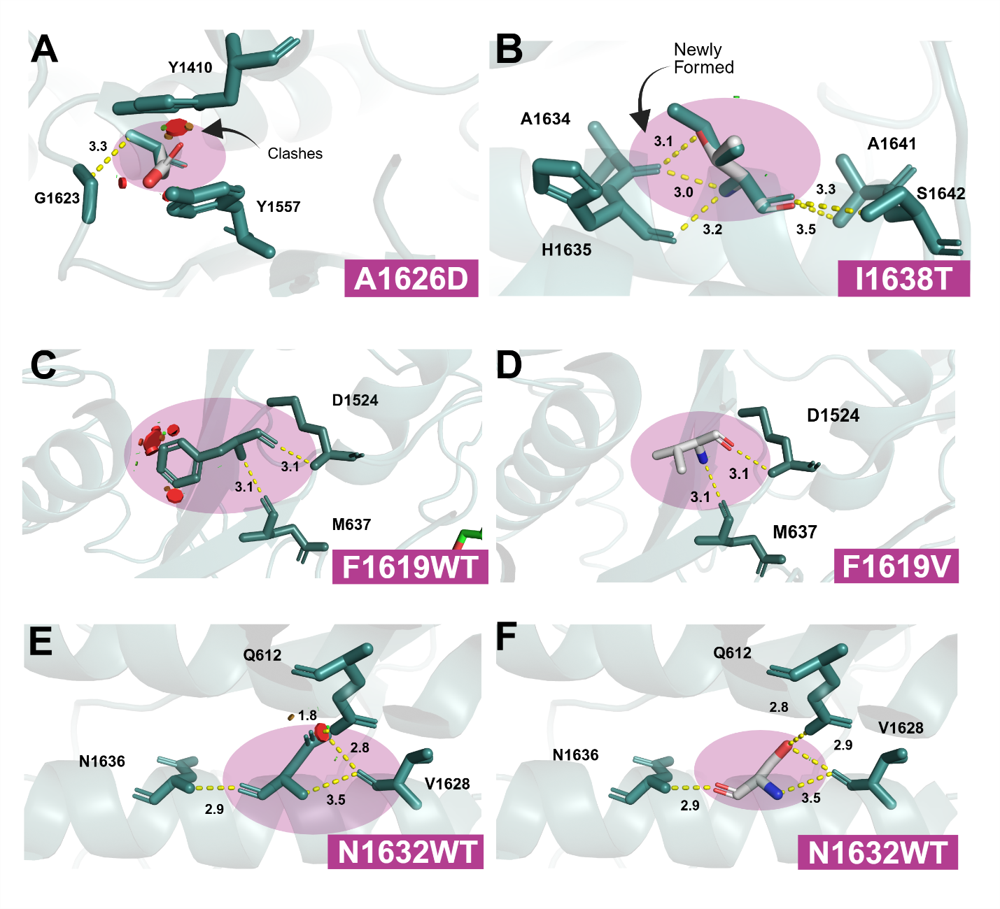 A
Y1410
3.3
Clashes
G1623
Y1557
A1626D
B
Newly
Formed
A1634
3.1
A1641
3.0
3.3
S1642
3.2
3.5
H1635
I1638T
C
D1524
3.1
3.1
M637
F1619WT
D
D1524
3.1
3.1
M637
F1619V
E
Q612
1.8
2.8
N1636
V1628
3.5
2.9
N1632WT
F
Q612
2.8
V1628
2.9
N1636
3.5
2.9
N1632WT